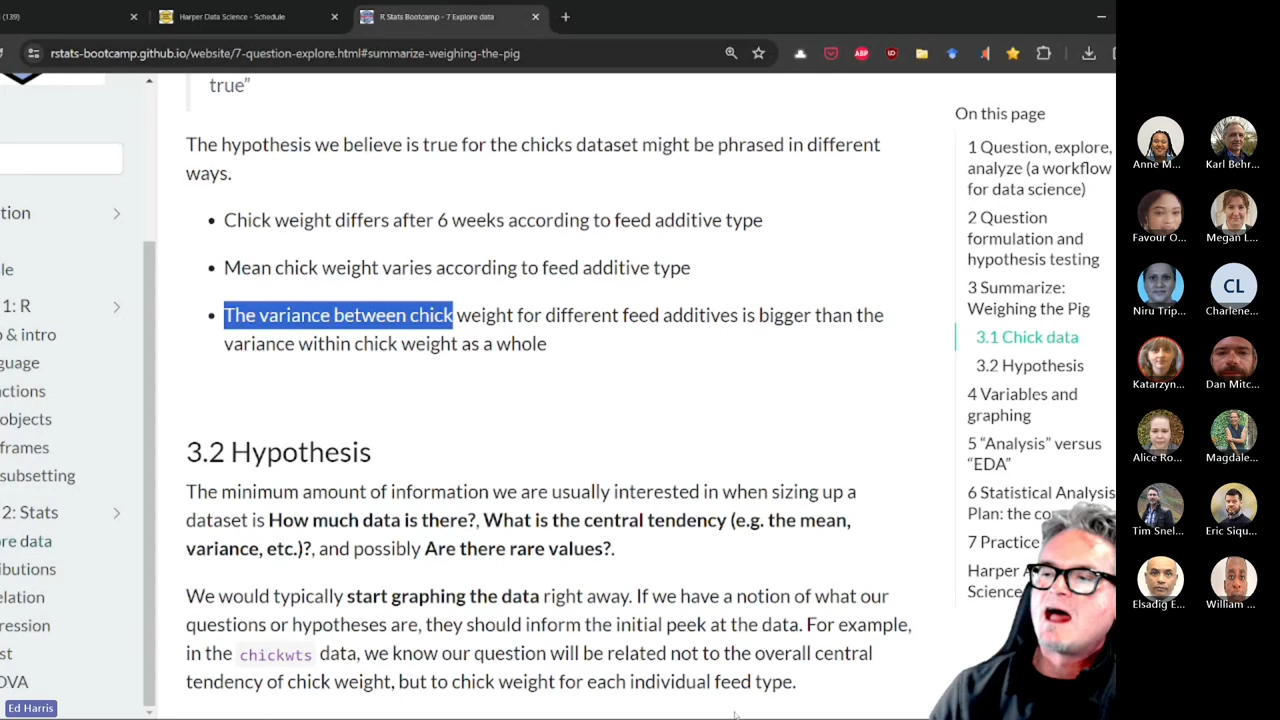 (139)
Harper Data Science - Schedule
R Stats Bootcamp - 7 Explore data
rstats-bootcamp.github.io/website/7-question-explore.html#summarize-weighing-the-pig
ABP
true”
The hypothesis we believe is true for the chicks dataset might be phrased in different
ways.
• Chick weight differs after 6 weeks according to feed additive type
• Mean chick weight varies according to feed additive type
• The variance between chick weight for different feed additives is bigger than the
variance within chick weight as a whole
3.2 Hypothesis
The minimum amount of information we are usually interested in when sizing up a
dataset is How much data is there?, What is the central tendency (e.g. the mean,
variance, etc.)?, and possibly Are there rare values?.
We would typically start graphing the data right away. If we have a notion of what our
questions or hypotheses are, they should inform the initial peek at the data. For example,
in the chickwts data, we know our question will be related not to the overall central
tendency of chick weight, but to chick weight for each individual feed type.
tion
le
1: R
& intro
guage
ctions
objects
frames
subsetting
2: Stats
re data
ibutions
elation
ression
st
OVA
Ed Harris
On this page
1 Question, explore,
analyze (a workflow
for data science)
2 Question
formulation and
hypothesis testing
3 Summarize:
Weighing the Pig
3.1 Chick data
3.2 Hypothesis
4 Variables and
graphing
5 “Analysis” versus
“EDA”
6 Statistical Analysis
Plan: the co
7 Practice
Harper
Science
Anne M...
Karl Behr...
Favour O...
Megan L...
Niru Trip...
CL
Charlene...
Katarzyn...
Dan Mitc...
Alice Ro...
Magdale...
Tim Snel...
Eric Siqu...
Elsadig E...
William ...